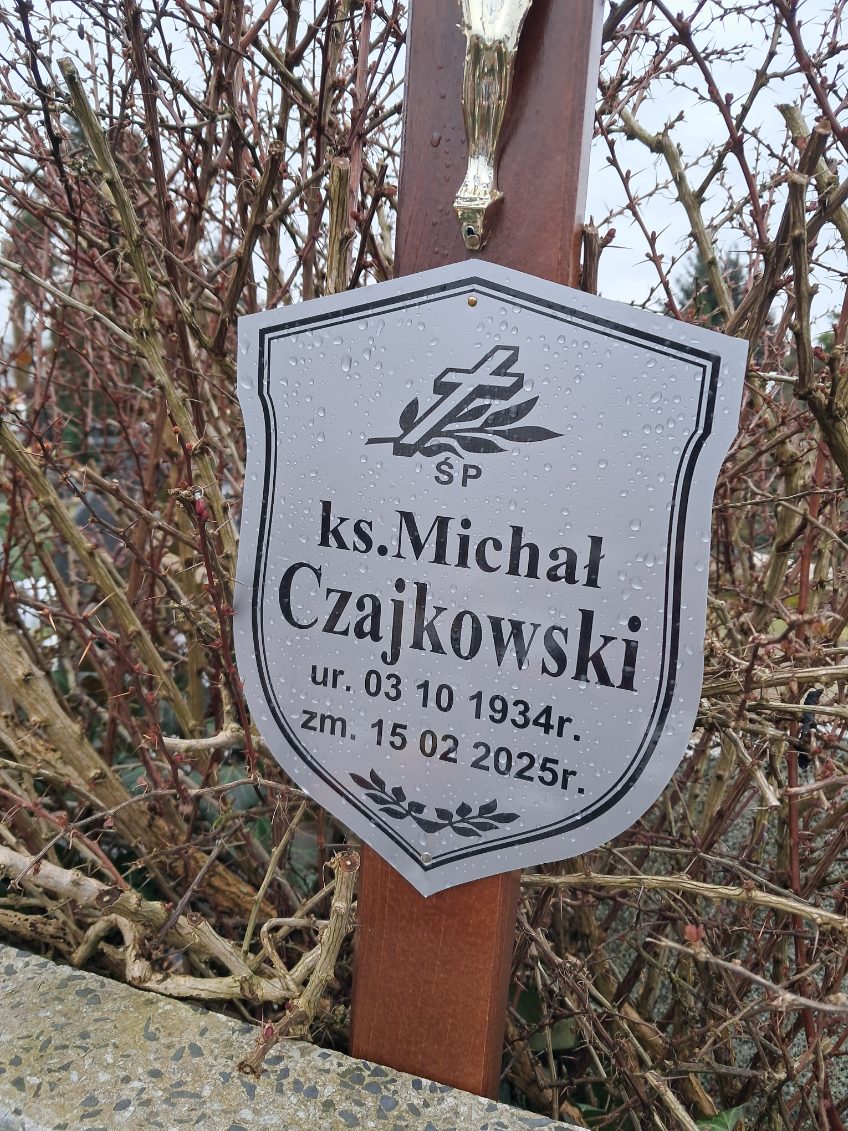 ŚP
ks.Michał
Czajkowski
ur. 03 10 1934r.
zm. 15 02 2025r.